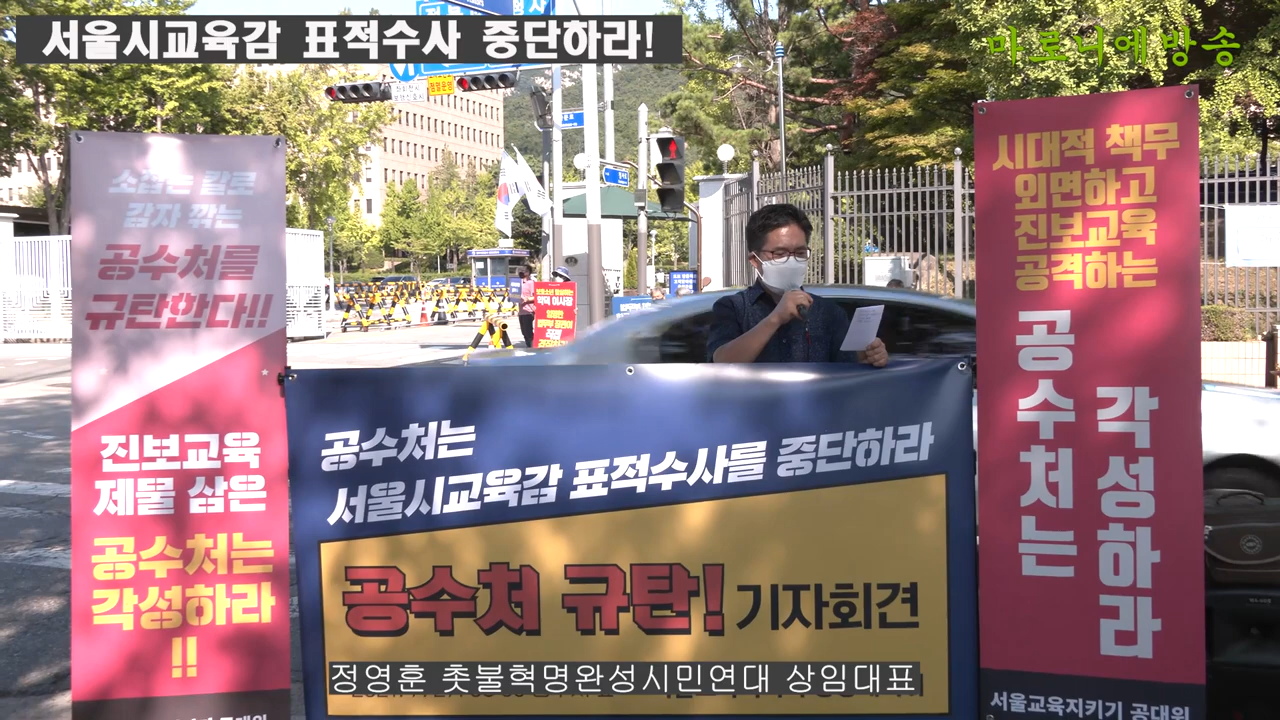 서울시교육감 표적수사 중단하라!
마로니에방송
소잡는 칼로
감자 깎는
공수처를
규탄한다!!
진보교육
제물 삼은
공수처는
각성하라
!!
공수처는
서울시교육감 표적수사를 중단하라
공수처 규탄! 기자회견
정영훈 촛불혁명완성시민연대 상임대표
시대적 책무
외면하고
진보교육
공격하는
공수처는
각성하라
서울교육지키기 공대위